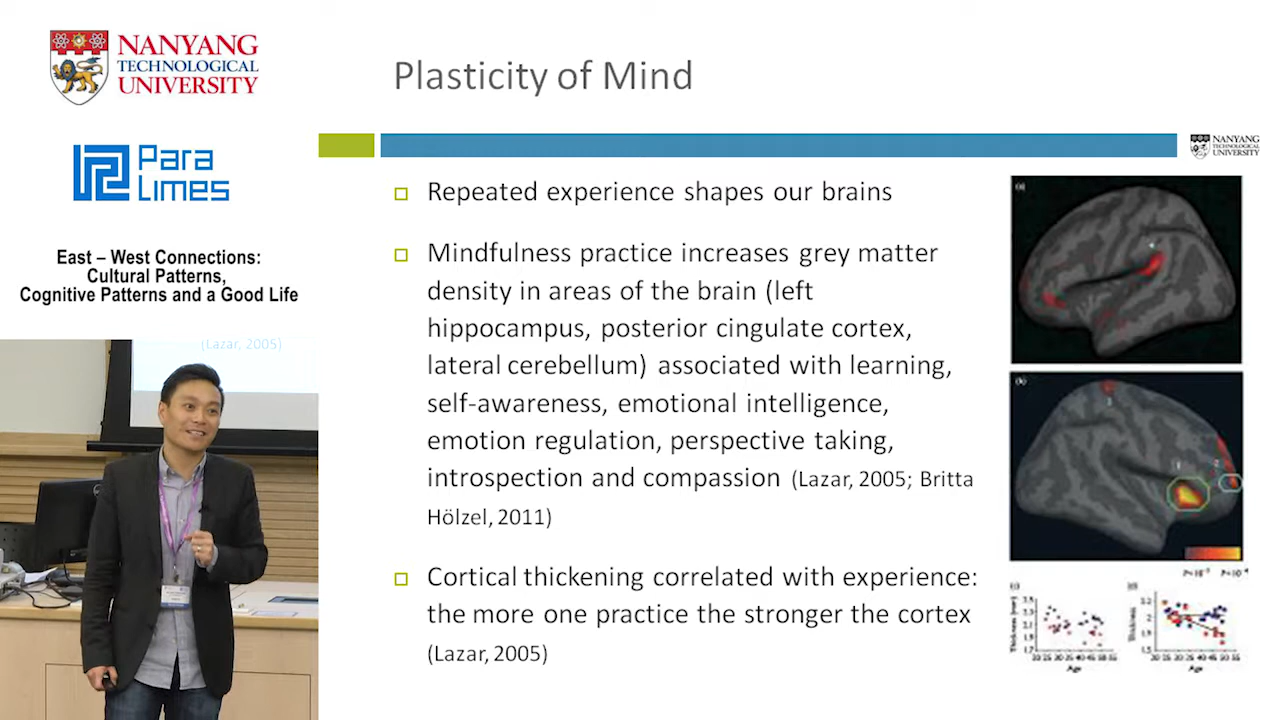 NANYANG
TECHNOLOGICAL
UNIVERSITY
Para
Limes
East – West Connections:
Cultural Patterns,
Cognitive Patterns and a Good Life
(Lazar, 2005)
Plasticity of Mind
NANYANG
TECHNOLOGICAL
UNIVERSITY
Repeated experience shapes our brains
Mindfulness practice increases grey matter
density in areas of the brain (left
hippocampus, posterior cingulate cortex,
lateral cerebellum) associated with learning,
self-awareness, emotional intelligence,
emotion regulation, perspective taking,
introspection and compassion (Lazar, 2005; Britta
Hölzel, 2011)
Cortical thickening correlated with experience:
the more one practice the stronger the cortex
(Lazar, 2005)
Thickness
Age
Thickness
Age